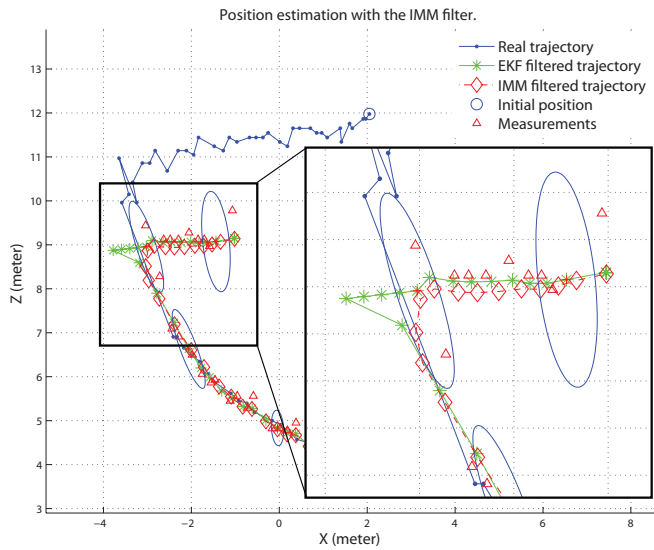 Position estimation with the IMM filter.
Real trajectory
EKF filtered trajectory
IMM filtered trajectory
Initial position
Measurements
13
12
11
10
9
8
7
6
5
4
3
Z (meter)
−4
−2
0
2
4
6
8
X (meter)